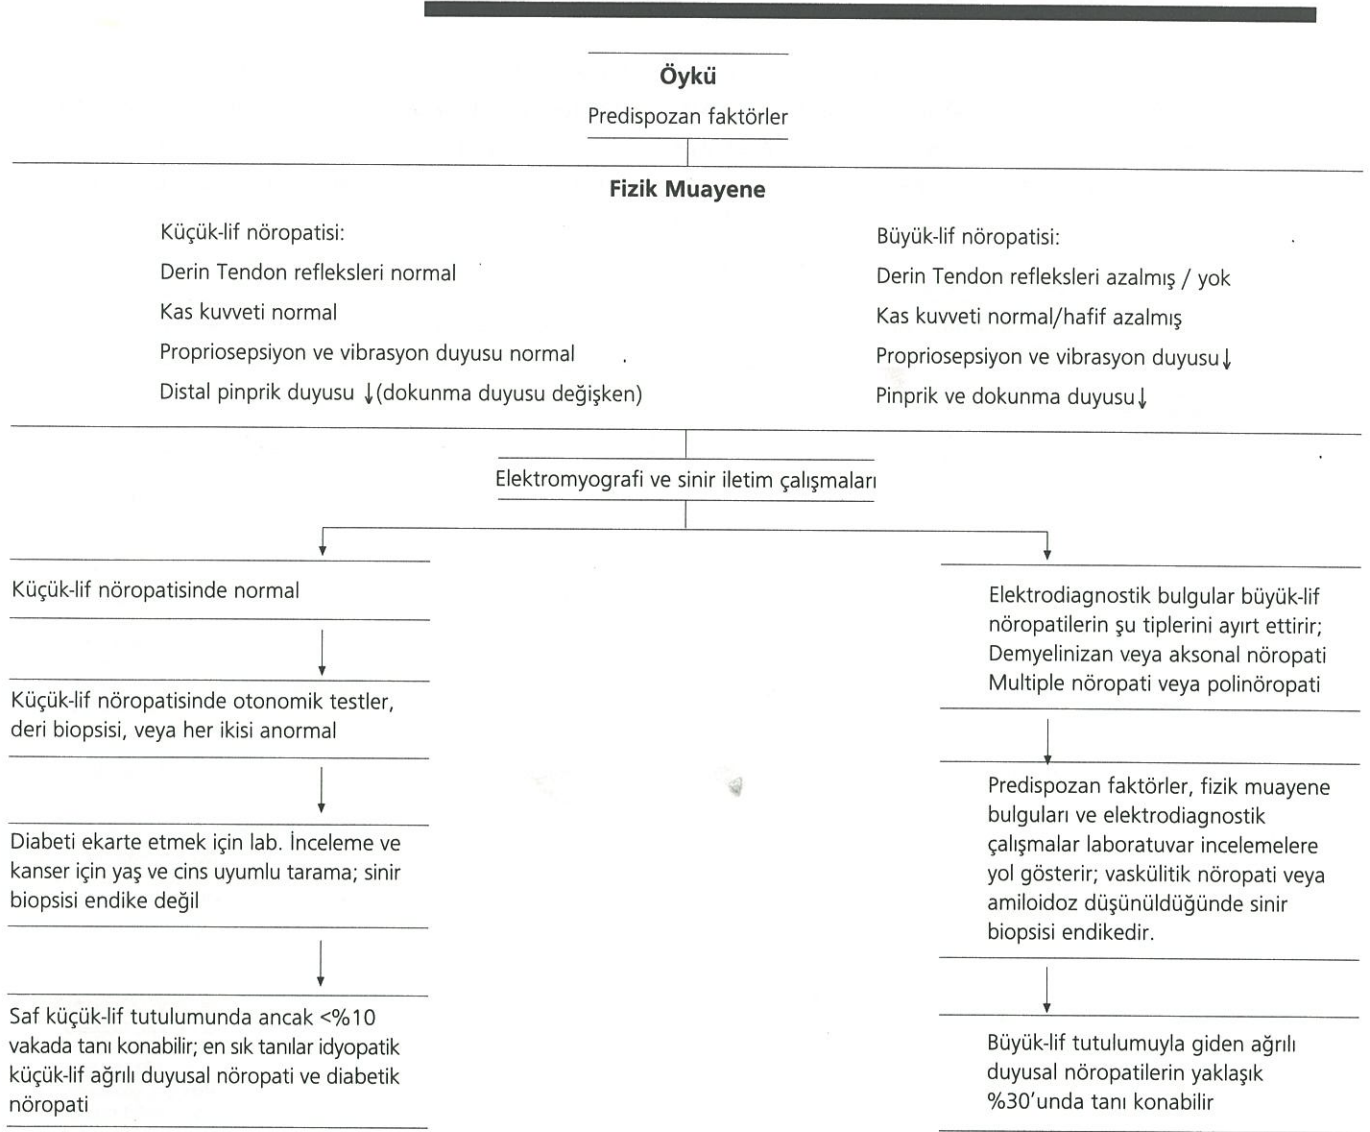 Öykü
Predispozan faktörler
Fizik Muayene
Küçük-lif nöropatisi:
Derin Tendon refleksleri normal
Kas kuvveti normal
Propriosepsiyon ve vibrasyon duyusu normal
Distal pinprik duyusu ↓(dokunma duyusu değişken)
Büyük-lif nöropatisi:
Derin Tendon refleksleri azalmış / yok
Kas kuvveti normal/hafif azalmış
Propriosepsiyon ve vibrasyon duyusu↓
Pinprik ve dokunma duyusu↓
Elektromyografi ve sinir iletim çalışmaları
Küçük-lif nöropatisinde normal
Küçük-lif nöropatisinde otonomik testler,
deri biopsisi, veya her ikisi anormal
Diabeti ekarte etmek için lab. İnceleme ve
kanser için yaş ve cins uyumlu tarama; sinir
biopsisi endike değil
Saf küçük-lif tutulumunda ancak <%10
vakada tanı konabilir; en sık tanılar idyopatik
küçük-lif ağrılı duyusal nöropati ve diabetik
nöropati
Elektrodiagnostik bulgular büyük-lif
nöropatilerin şu tiplerini ayırt ettirir;
Demyelinizan veya aksonal nöropati
Multiple nöropati veya polinöropati
Predispozan faktörler, fizik muayene
bulguları ve elektrodiagnostik
çalışmalar laboratuvar incelemelere
yol gösterir; vaskülitik nöropati veya
amiloidoz düşünüldüğünde sinir
biopsisi endikedir.
Büyük-lif tutulumuyla giden ağrılı
duyusal nöropatilerin yaklaşık
%30'unda tanı konabilir